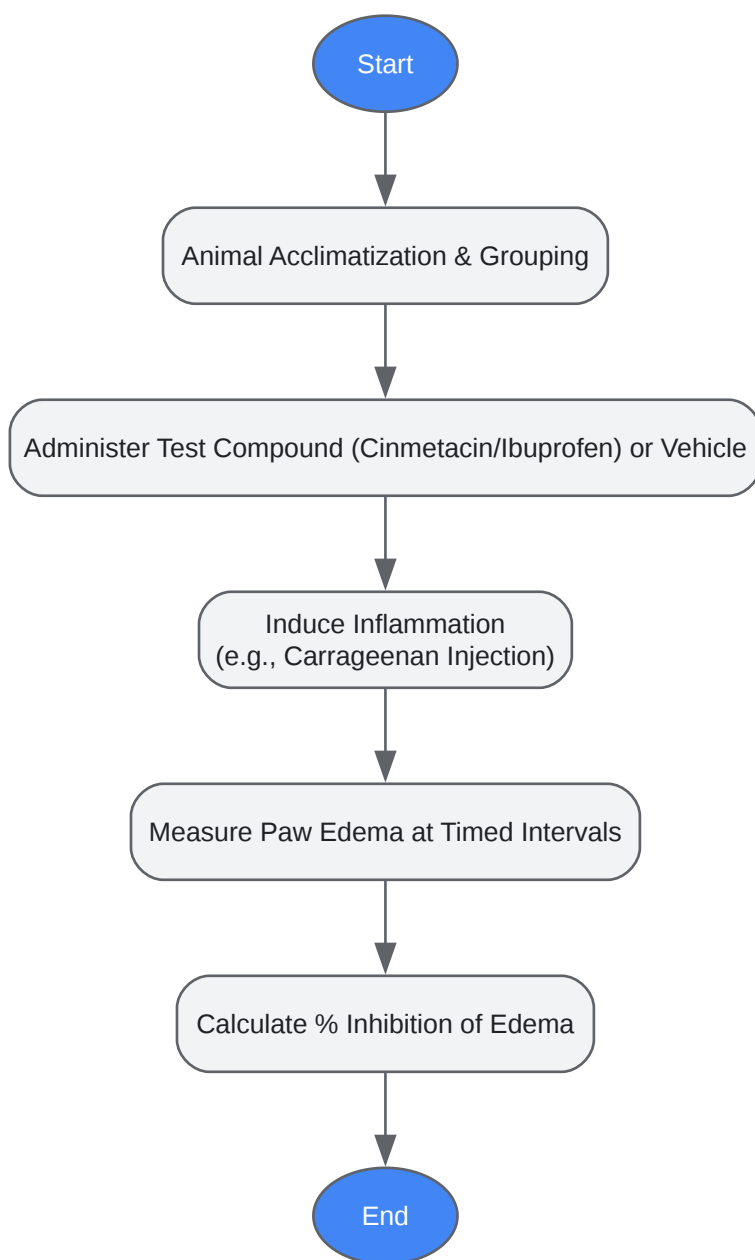 Start
Animal Acclimatization & Grouping
Administer Test Compound (Cinmetacin/Ibuprofen) or Vehicle
Induce Inflammation
(e.g., Carrageenan Injection)
Measure Paw Edema at Timed Intervals
Calculate % Inhibition of Edema
End